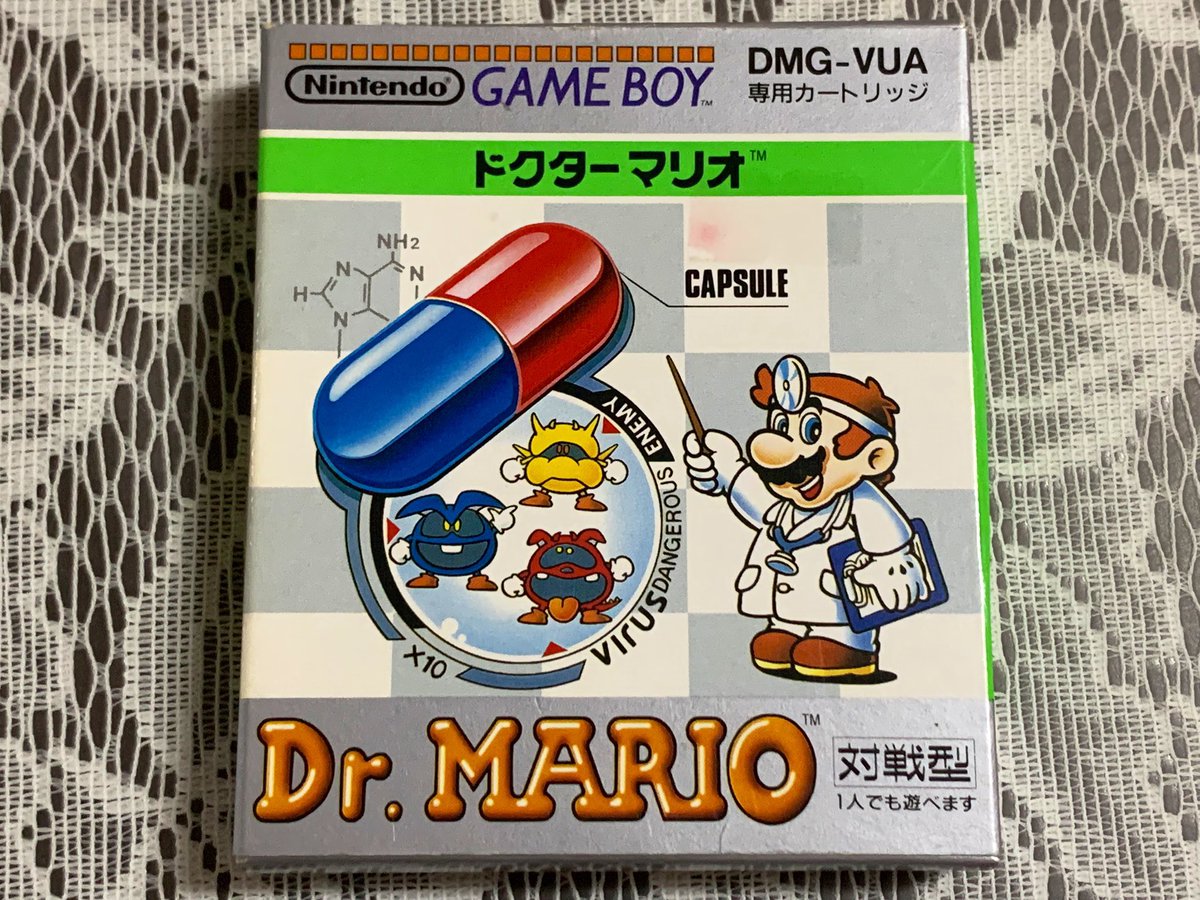 Nintendo GAME BOY™
DMG-VUA
専用カートリッジ
ドクターマリオ™
NH2
N
N
H
N
CAPSULE
ENEMY
DANGEROUS
VIRUS
X10
Dr. MARIO™
対戦型
1人でも遊べます